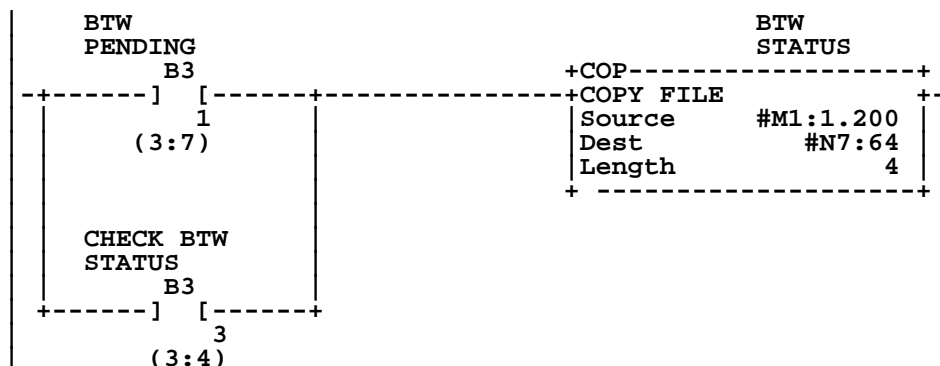 BTW BTW
PENDING STATUS
B3 +COP--------------------+
-+------] [------+---------------+COPY FILE +-
1 Source #M1:1.200
(3:7) Dest #N7:64
Length 4
+ --------------------+
CHECK BTW
STATUS
B3
+------] [------+
3
(3:4)